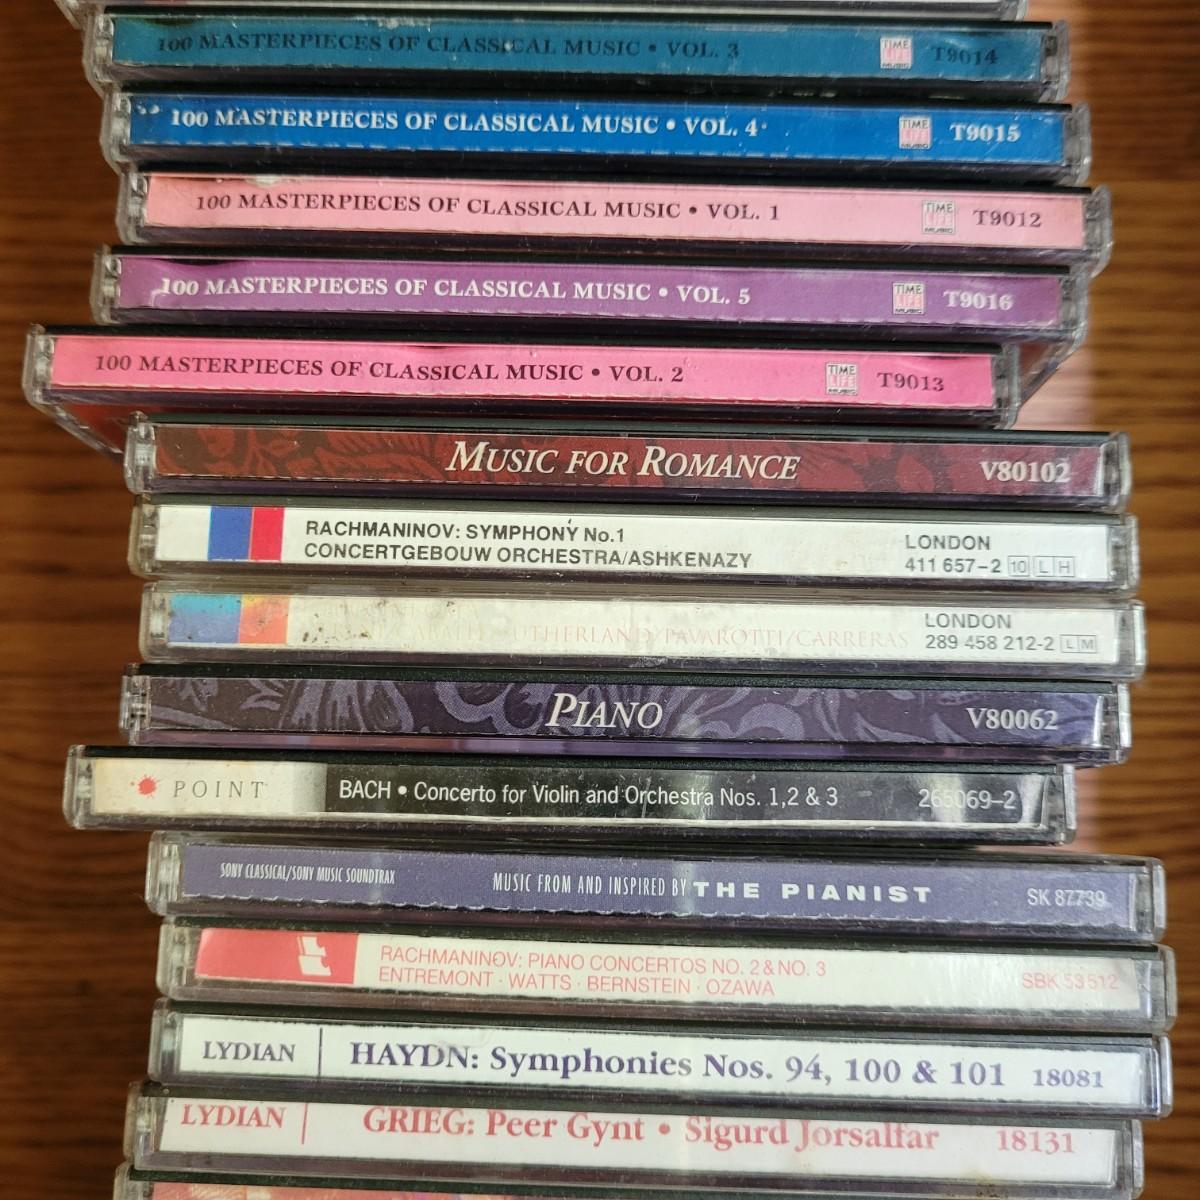 100 MASTERPIECES OF CLASSICAL MUSIC • VOL. 3 TIME LIFE MUSIC T9014
100 MASTERPIECES OF CLASSICAL MUSIC • VOL. 4 TIME LIFE MUSIC T9015
100 MASTERPIECES OF CLASSICAL MUSIC • VOL. 1 TIME LIFE MUSIC T9012
100 MASTERPIECES OF CLASSICAL MUSIC • VOL. 5 TIME LIFE MUSIC T9016
100 MASTERPIECES OF CLASSICAL MUSIC • VOL. 2 TIME LIFE MUSIC T9013
MUSIC FOR ROMANCE V80102
RACHMANINOV: SYMPHONY No.1 LONDON
CONCERTGEBOUW ORCHESTRA/ASHKENAZY 411 657-2 10 L H
LONDON
CABALLÉ/SUTHERLAND/PAVAROTTI/CARRERAS 289 458 212-2 L M
PIANO V80062
POINT BACH • Concerto for Violin and Orchestra Nos. 1,2 & 3 265069-2
SONY CLASSICAL/SONY MUSIC SOUNDTRAX MUSIC FROM AND INSPIRED BY THE PIANIST SK 87739
RACHMANINOV: PIANO CONCERTOS NO. 2 & NO. 3 SBK 53512
ENTREMONT · WATTS · BERNSTEIN · OZAWA
LYDIAN HAYDN: Symphonies Nos. 94, 100 & 101 18081
LYDIAN GRIEG: Peer Gynt • Sigurd Jorsalfar 18131